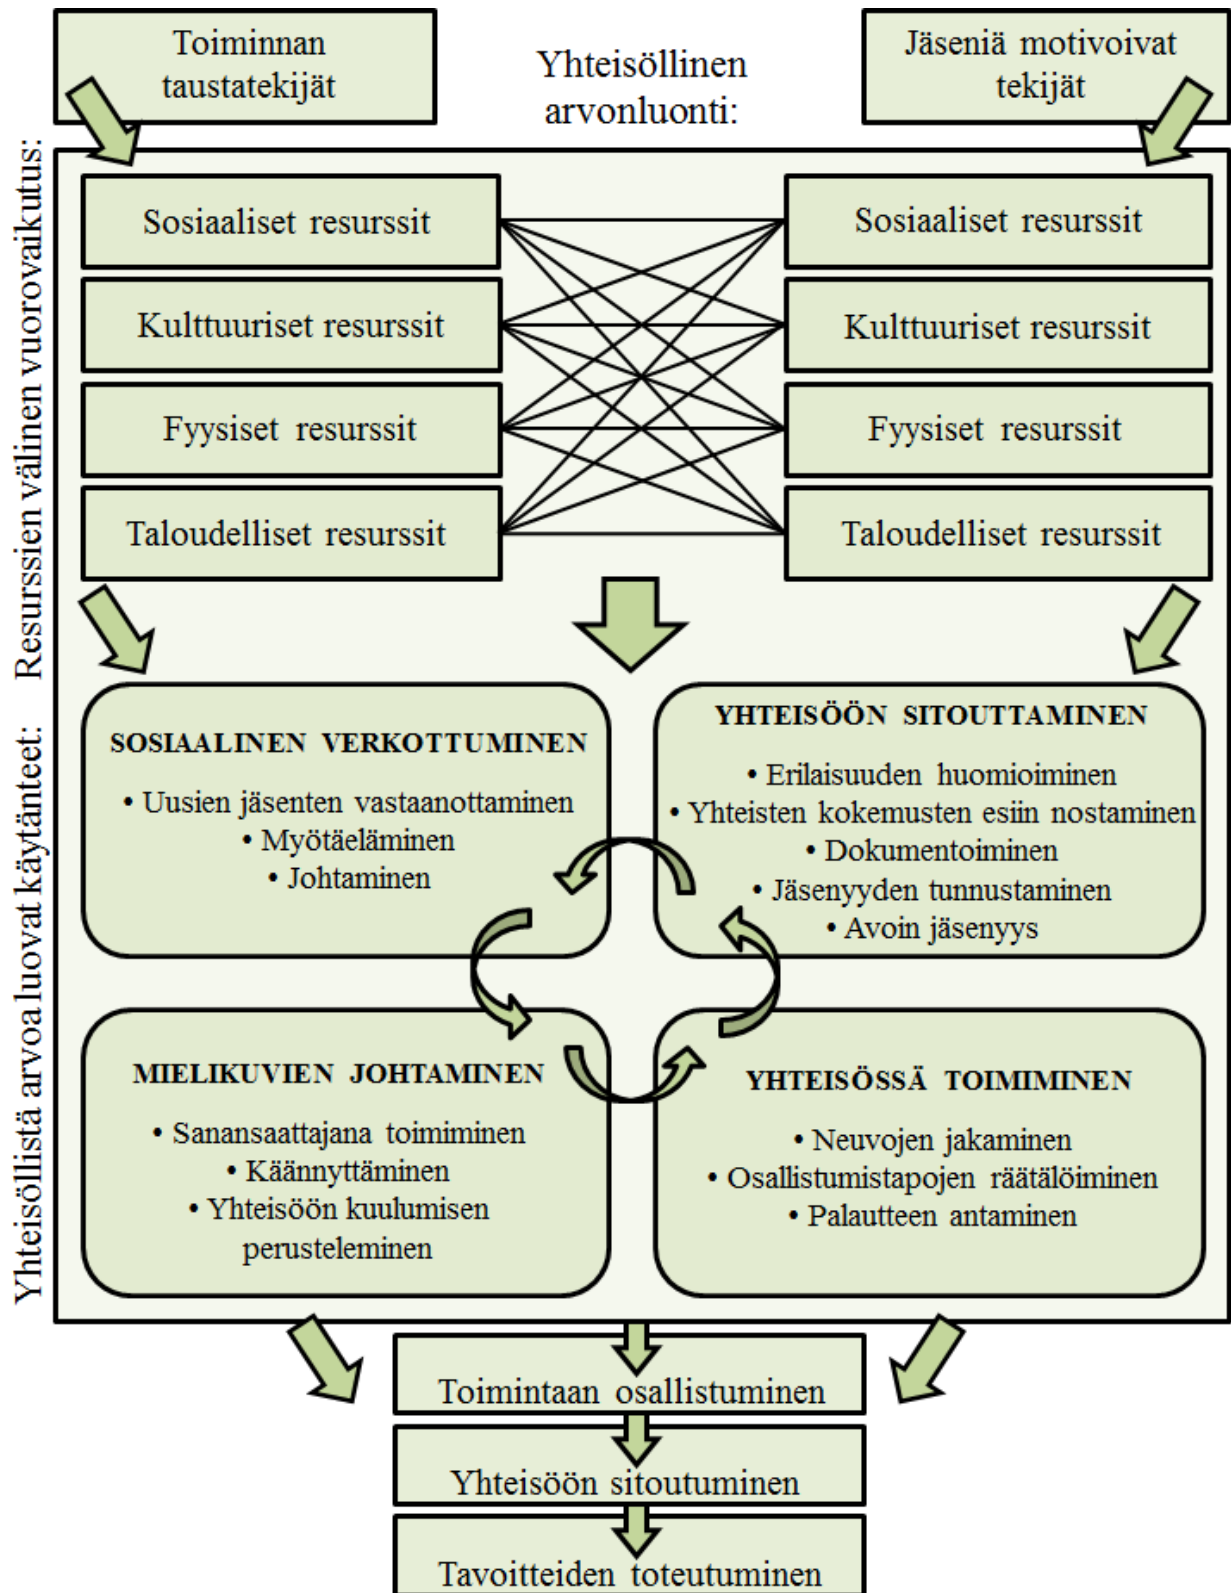 Toiminnan
taustatekijät
Yhteisöllinen
arvonluonti:
Jäseniä motivoivat
tekijät
Resurssien välinen vuorovaikutus:
Sosiaaliset resurssit
Sosiaaliset resurssit
Kulttuuriset resurssit
Kulttuuriset resurssit
Fyysiset resurssit
Fyysiset resurssit
Taloudelliset resurssit
Taloudelliset resurssit
Yhteisöllistä arvoa luovat käytänteet:
SOSIAALINEN VERKOTTUMINEN
• Uusien jäsenten vastaanottaminen
• Myötäeläminen
• Johtaminen
YHTEISÖÖN SITOUTTAMINEN
• Erilaisuuden huomioiminen
• Yhteisten kokemusten esiin nostaminen
• Dokumentoiminen
• Jäsenyyden tunnustaminen
• Avoin jäsenyys
MIELIKUVIEN JOHTAMINEN
• Sanansaattajana toimiminen
• Käännyttäminen
• Yhteisöön kuulumisen
perusteleminen
YHTEISÖSSÄ TOIMIMINEN
• Neuvojen jakaminen
• Osallistumistapojen räätälöiminen
• Palautteen antaminen
Toimintaan osallistuminen
Yhteisöön sitoutuminen
Tavoitteiden toteutuminen